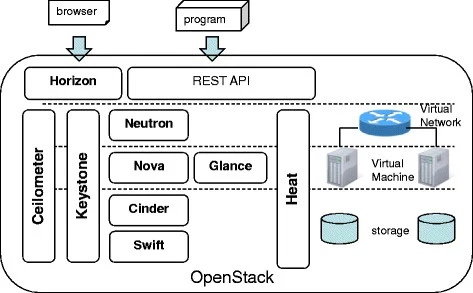 browser
program
Horizon
REST API
Ceilometer
Keystone
Neutron
Nova
Glance
Cinder
Swift
Heat
Virtual
Network
Virtual
Machine
storage
OpenStack